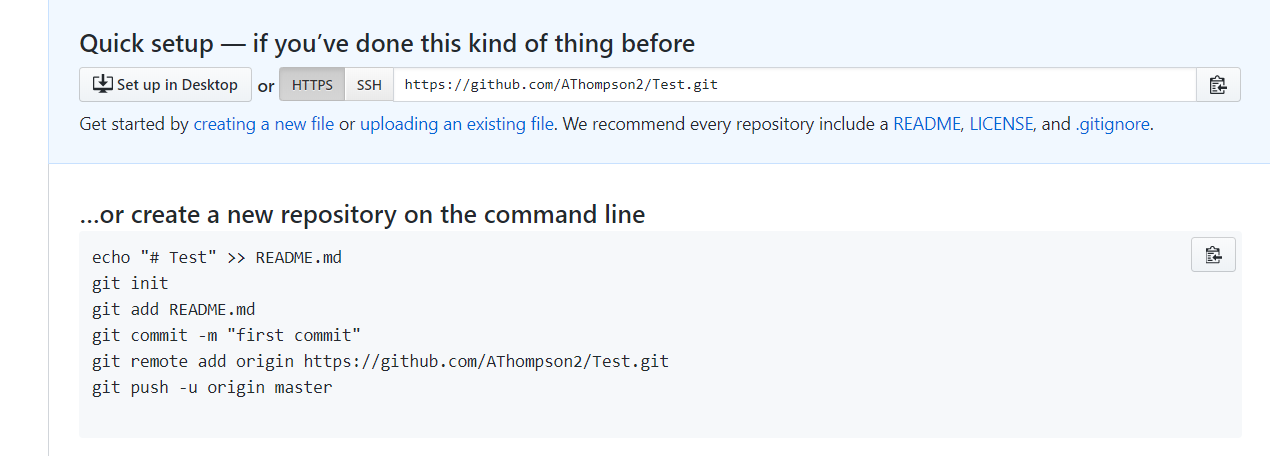 Quick setup — if you’ve done this kind of thing before
Set up in Desktop or HTTPS SSH https://github.com/AThompson2/Test.git
Get started by creating a new file or uploading an existing file. We recommend every repository include a README, LICENSE, and .gitignore.
…or create a new repository on the command line
echo "# Test" >> README.md
git init
git add README.md
git commit -m "first commit"
git remote add origin https://github.com/AThompson2/Test.git
git push -u origin master